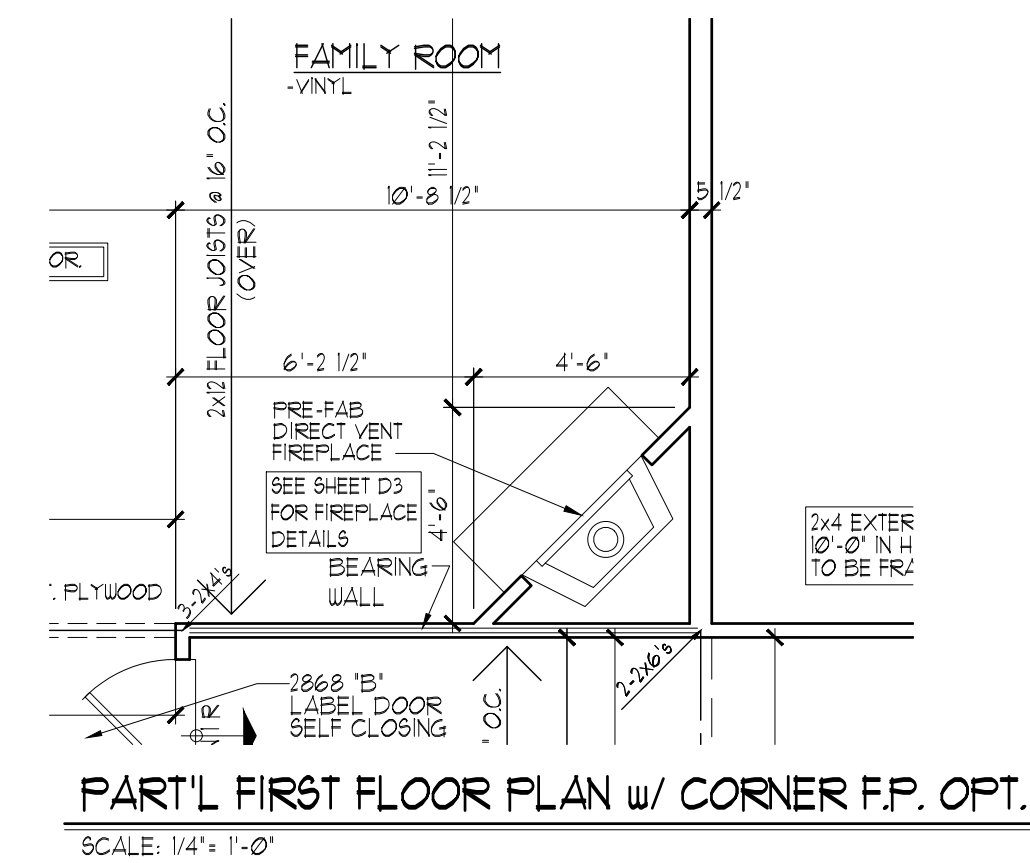 FAMILY ROOM
-VINYL
11'-2 1/2"
10'-8 1/2"
5 1/2"
2x12 FLOOR JOISTS @ 16" O.C.
(OVER)
OR.
6'-2 1/2"
4'-6"
PRE-FAB
DIRECT VENT
FIREPLACE
SEE SHEET D3
FOR FIREPLACE
DETAILS
4'-6"
2x4 EXTER
10'-0" IN H
TO BE FRA
BEARING
WALL
. PLYWOOD
3-2x4's
2-2x6's
2868 "B"
LABEL DOOR
SELF CLOSING
" O.C.
PART'L FIRST FLOOR PLAN w/ CORNER F.P. OPT.
SCALE: 1/4"= 1'-0"